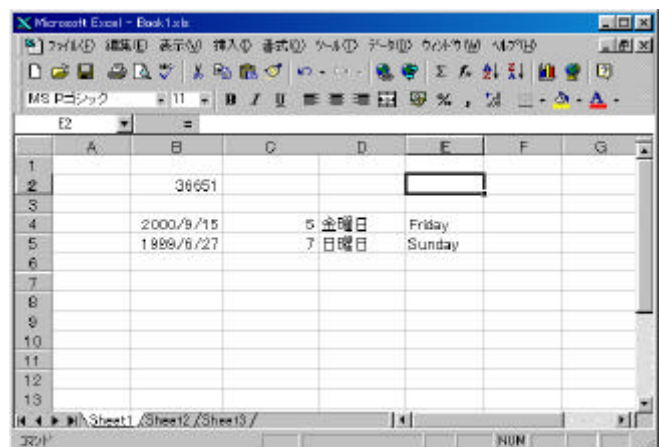 Microsoft Excel - Book1.xls
ファイル(F) 編集(E) 表示(V) 挿入(I) 書式(O) ツール(T) データ(D) ウィンドウ(W) ヘルプ(H)
MS Pゴシック 11 B I U % ,
E2 =
A B C D E F G
1
2 36651
3
4 2000/9/15 5 金曜日 Friday
5 1999/6/27 7 日曜日 Sunday
6
7
8
9
10
11
12
13
Sheet1 Sheet2 Sheet3
コマンド NUM